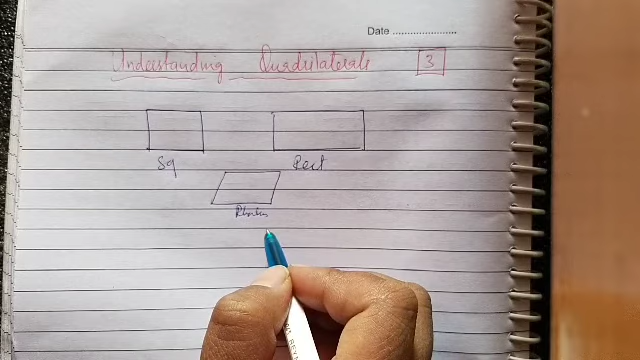 Date ......................
Understanding Quadrilaterals 3
Sq Rect
Rhombus